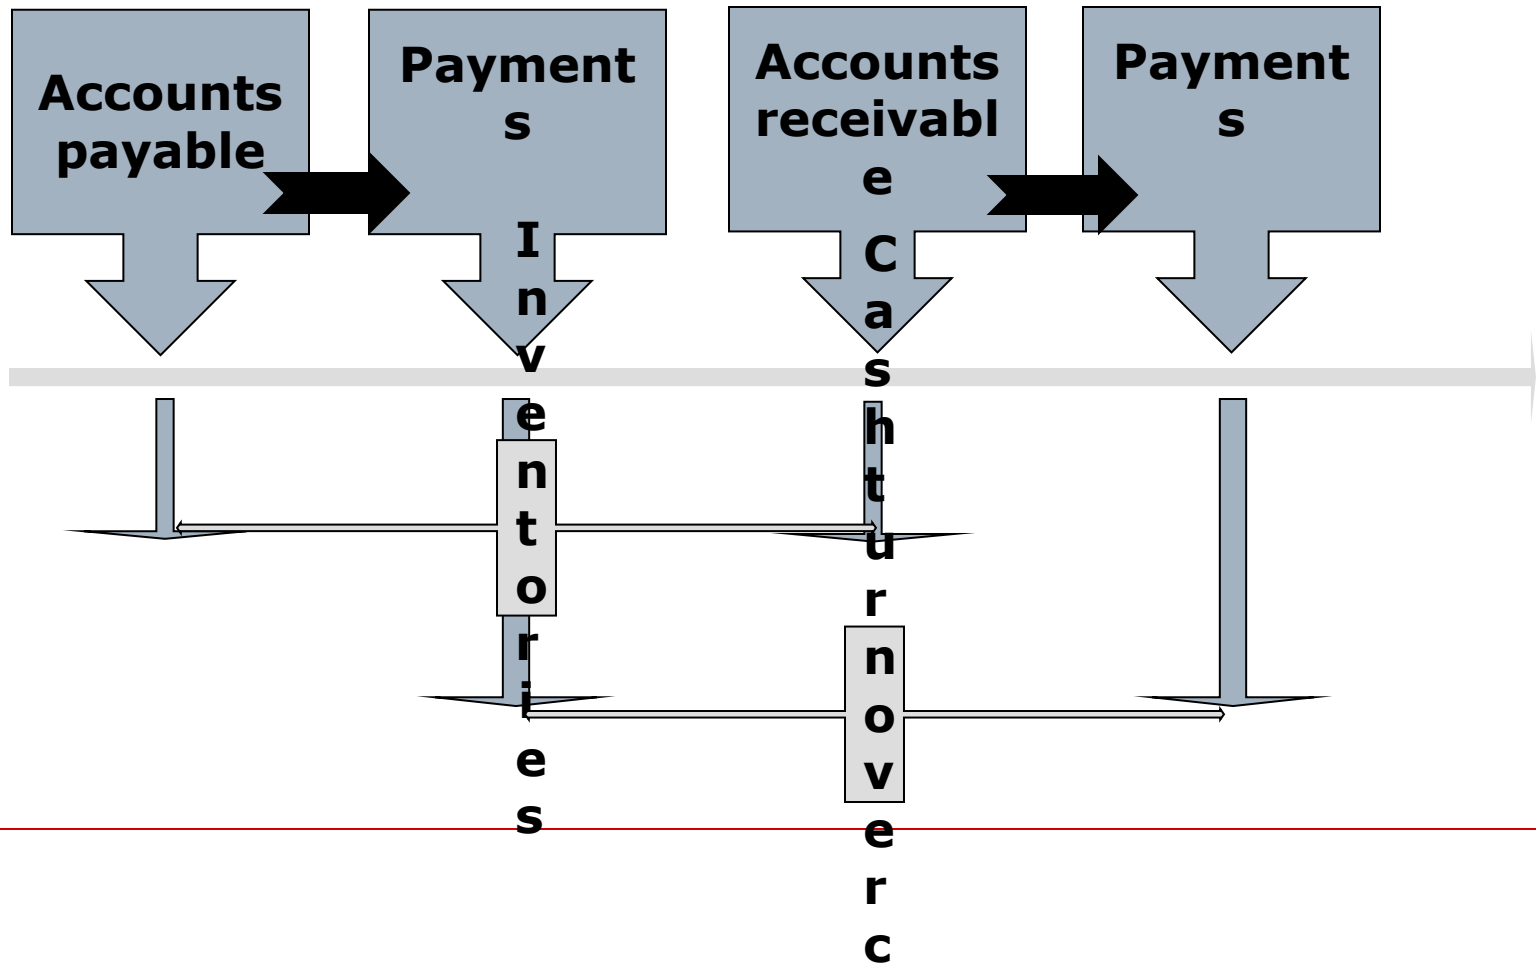 Accounts
payable
Payment
s
Accounts
receivabl
e
Payment
s
I
n
v
e
n
t
o
r
i
e
s
C
a
s
h
t
u
r
n
o
v
e
r
c